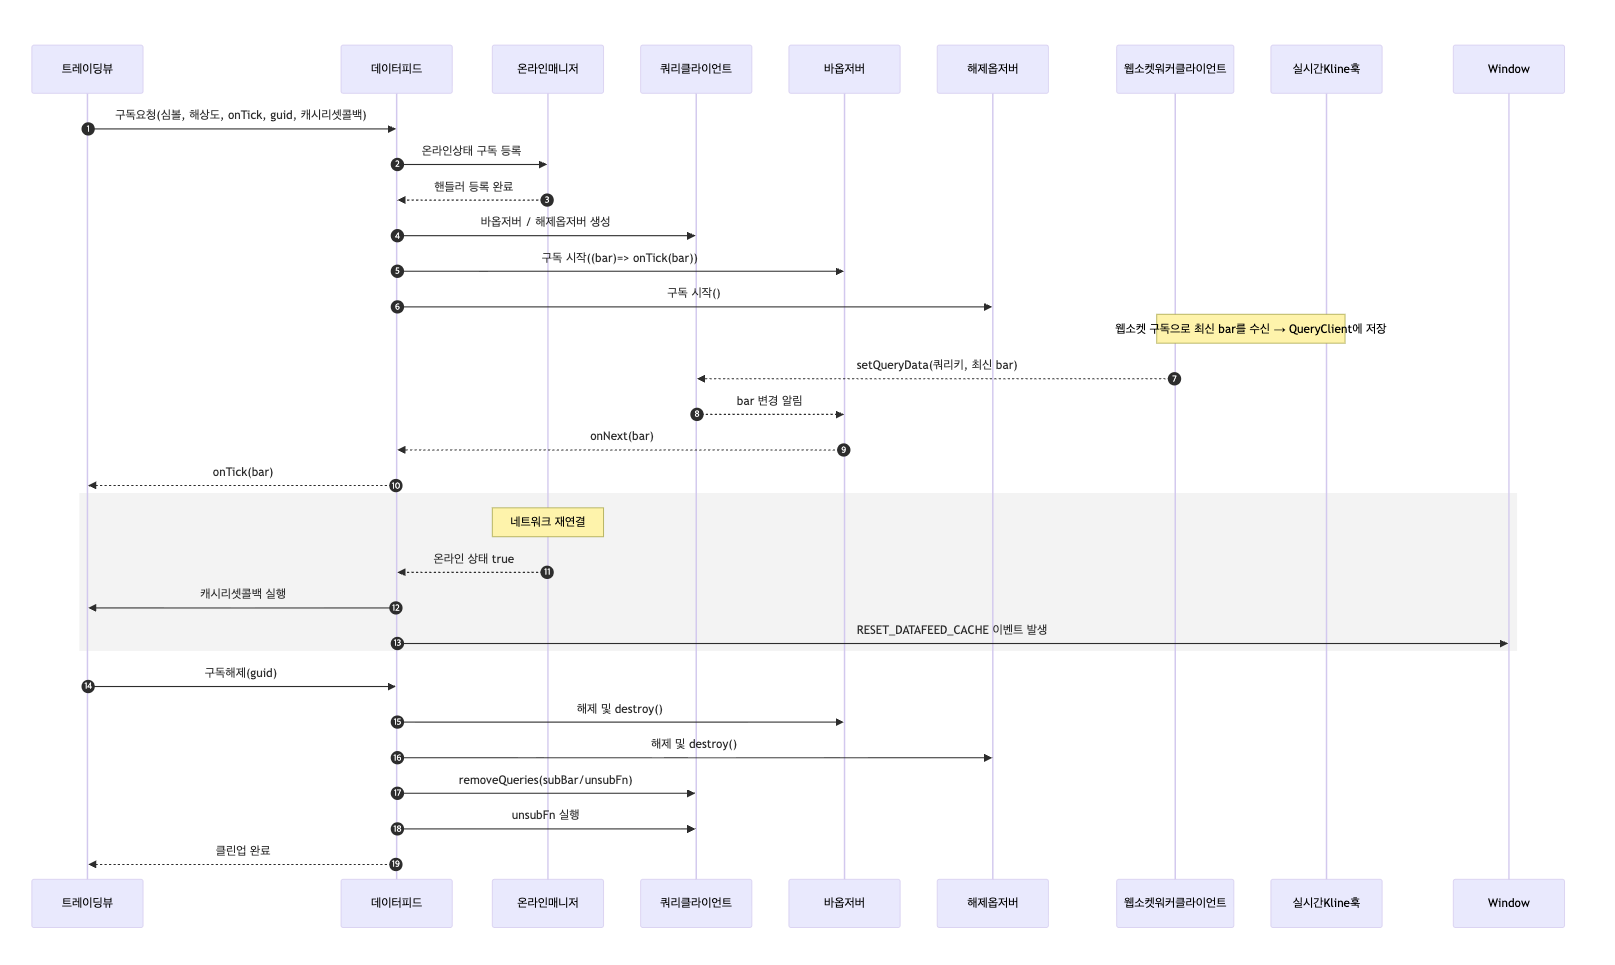 트레이딩뷰
데이터피드
온라인매니저
쿼리클라이언트
바옵저버
해제옵저버
웹소켓워커클라이언트
실시간Kline훅
Window
구독요청(심볼, 해상도, onTick, guid, 캐시리셋콜백)
1
온라인상태 구독 등록
2
핸들러 등록 완료
3
바옵저버 / 해제옵저버 생성
4
구독 시작((bar)=> onTick(bar))
5
구독 시작()
6
웹소켓 구독으로 최신 bar를 수신 → QueryClient에 저장
setQueryData(쿼리키, 최신 bar)
7
bar 변경 알림
8
onNext(bar)
9
onTick(bar)
10
네트워크 재연결
온라인 상태 true
11
캐시리셋콜백 실행
12
RESET_DATAFEED_CACHE 이벤트 발생
13
구독해제(guid)
14
해제 및 destroy()
15
해제 및 destroy()
16
removeQueries(subBar/unsubFn)
17
unsubFn 실행
18
클린업 완료
19
트레이딩뷰
데이터피드
온라인매니저
쿼리클라이언트
바옵저버
해제옵저버
웹소켓워커클라이언트
실시간Kline훅
Window